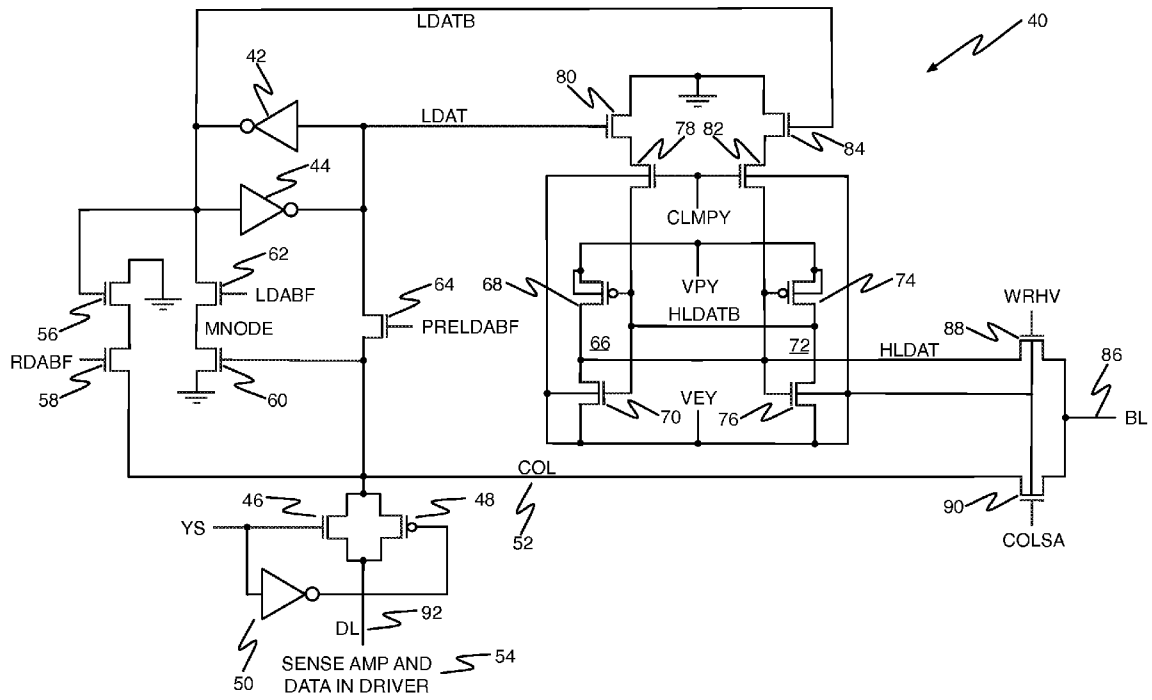 LDATB
40
42
80
LDAT
78
82
84
44
CLMPY
62
64
68
VPY
74
LDABF
WRHV
56
MNODE
PRELDABF
HLDATB
88
RDABF
66
72
HLDAT
86
58
60
70
VEY
76
BL
COL
46
48
90
YS
52
COLSA
92
DL
50
SENSE AMP AND
DATA IN DRIVER
54